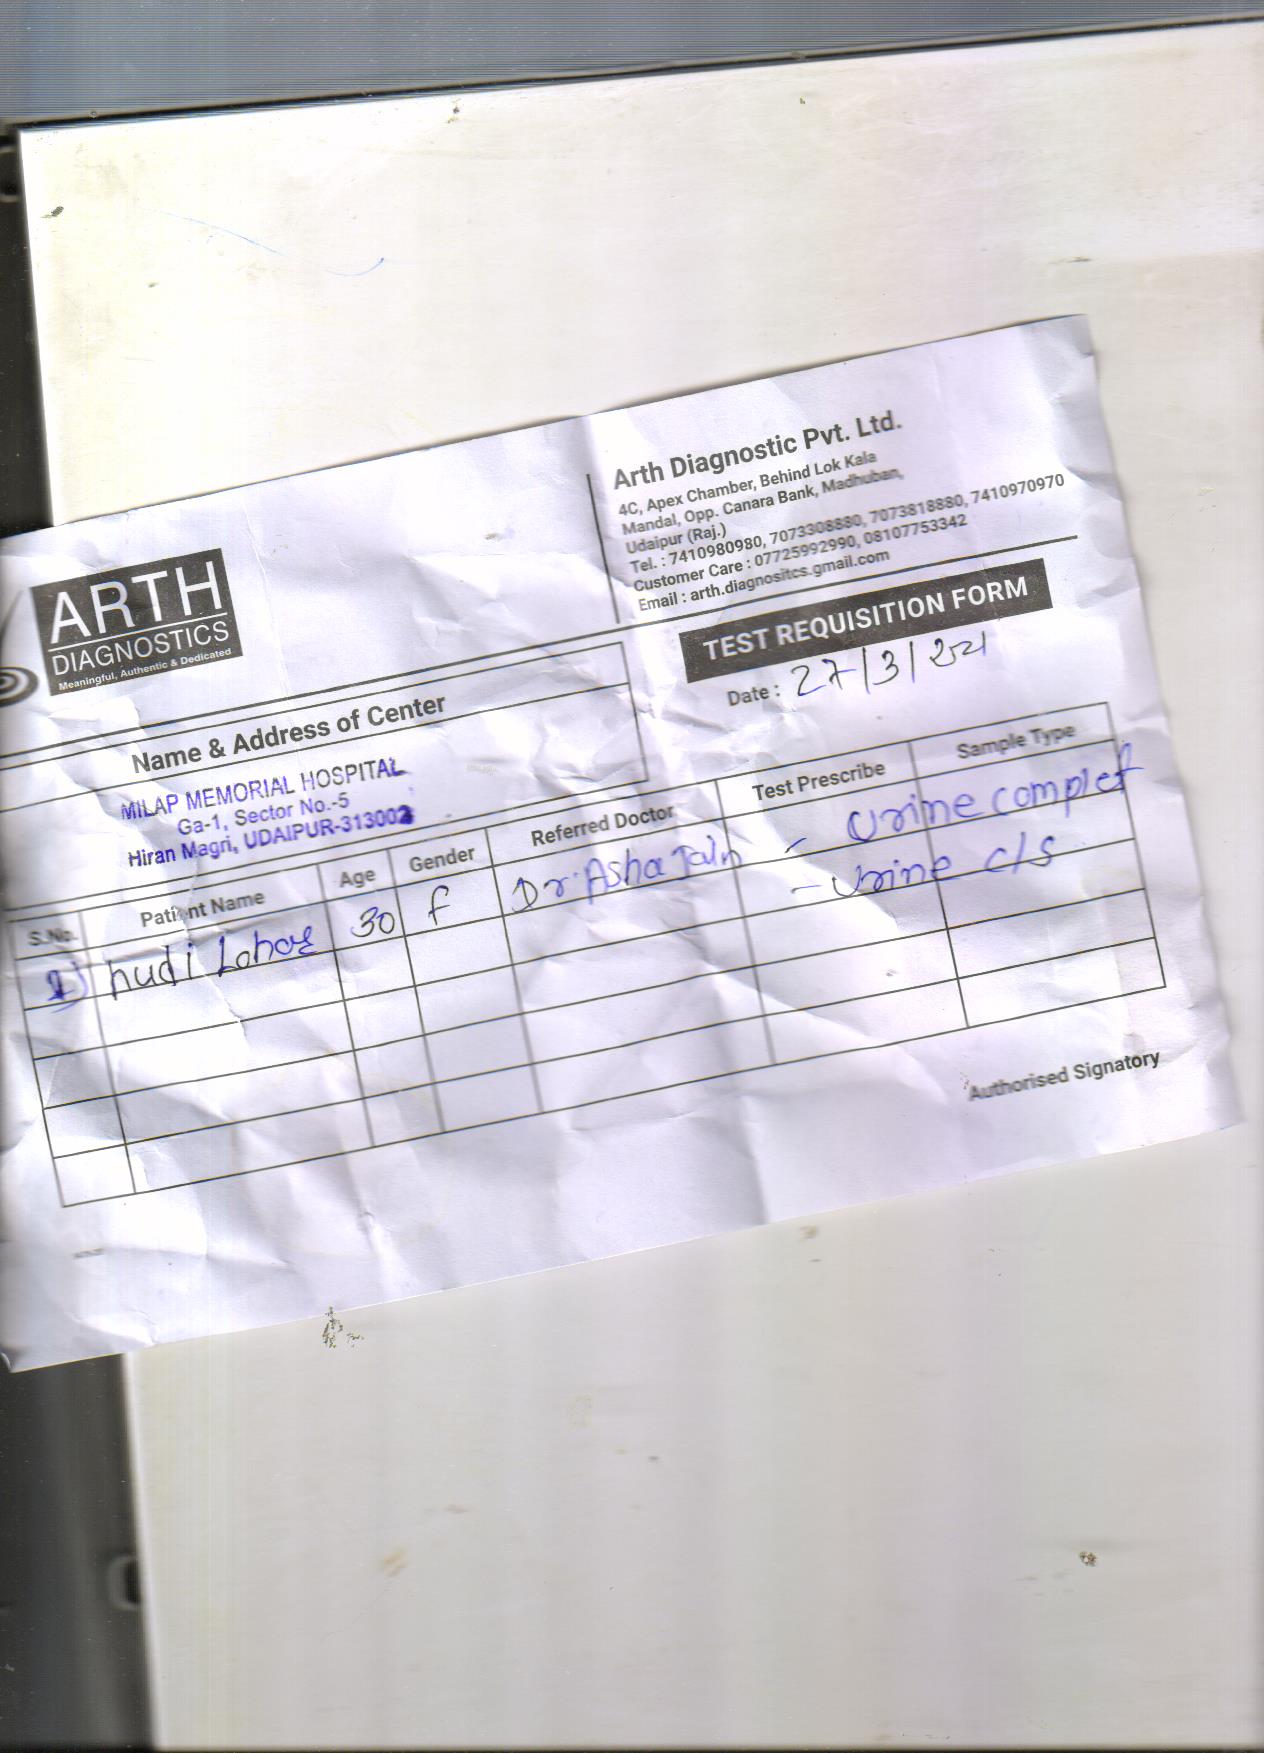 ARTH
DIAGNOSTICS
Meaningful, Authentic & Dedicated
Arth Diagnostic Pvt. Ltd.
4C, Apex Chamber, Behind Lok Kala
Mandal, Opp. Canara Bank, Madhuban,
Udaipur (Raj.)
Tel. : 7410980980, 7073308880, 7073818880, 7410970970
Customer Care : 07725992990, 08107753342
Email : arth.diagnositcs.gmail.com
TEST REQUISITION FORM
Date : 27/3/2021
Name & Address of Center
MILAP MEMORIAL HOSPITAL
Ga-1, Sector No.-5
Hiran Magri, UDAIPUR-313002
S.No. Patient Name Age Gender Referred Doctor Test Prescribe Sample Type
1) hudi Lohar 30 f Dr. Asha Jain - Urine complet
- Urine c/s
Authorised Signatory